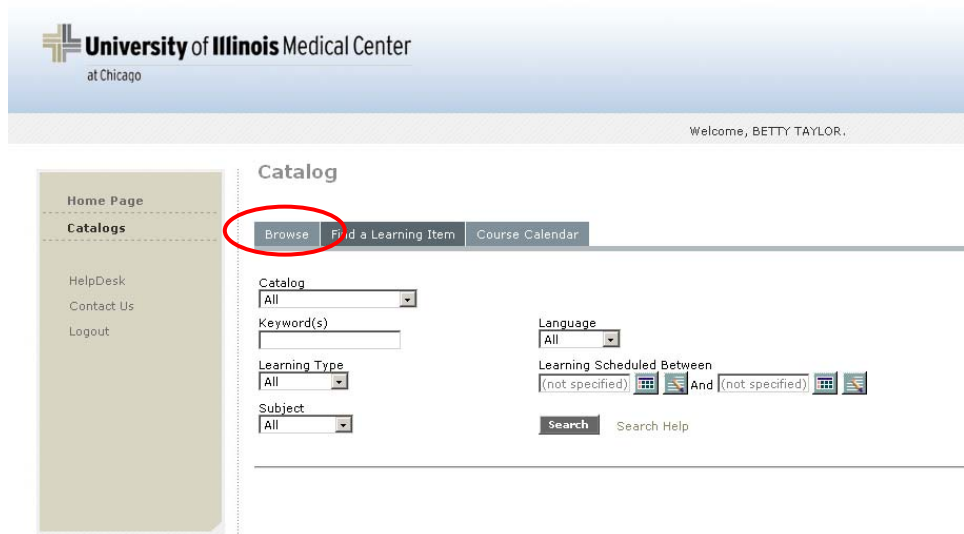 University of Illinois Medical Center
at Chicago
Welcome, BETTY TAYLOR.
Home Page
Catalogs
HelpDesk
Contact Us
Logout
Catalog
Browse Find a Learning Item Course Calendar
Catalog
All
Keyword(s) Language
All
Learning Type Learning Scheduled Between
All (not specified) And (not specified)
Subject
All Search Search Help